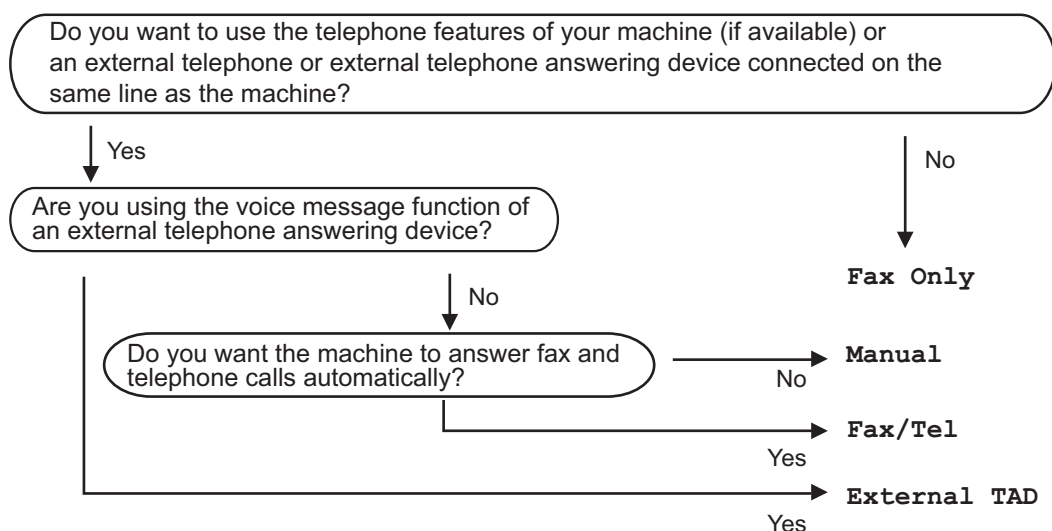 Do you want to use the telephone features of your machine (if available) or
an external telephone or external telephone answering device connected on the
same line as the machine?
Yes
No
Are you using the voice message function of
an external telephone answering device?
Fax Only
No
Do you want the machine to answer fax and
telephone calls automatically?
Manual
No
Fax/Tel
Yes
External TAD
Yes